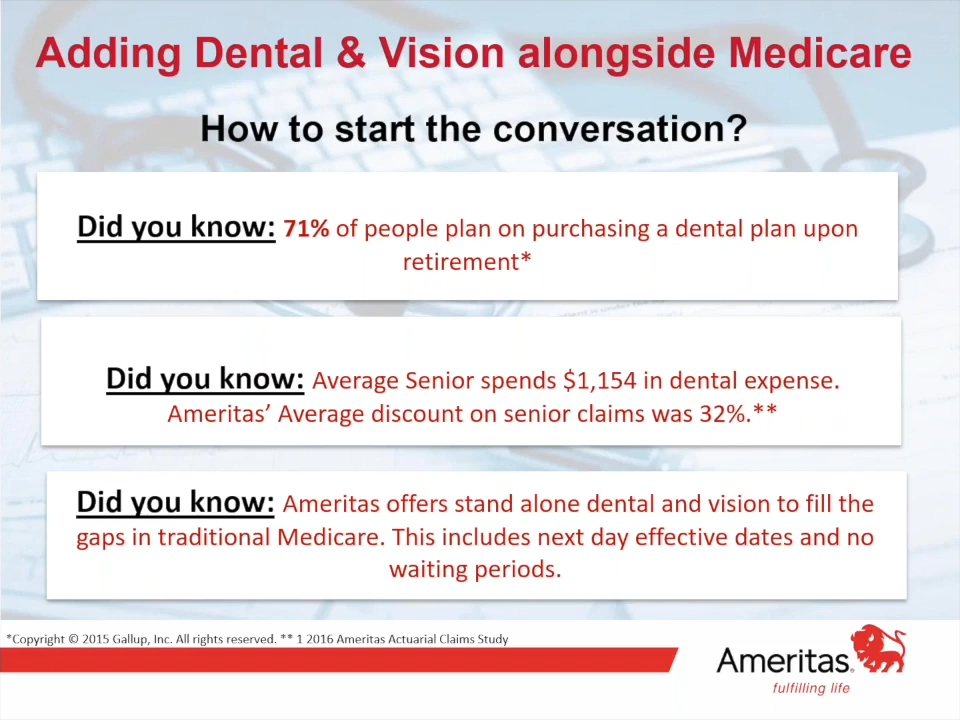 Adding Dental & Vision alongside Medicare
How to start the conversation?
Did you know: 71% of people plan on purchasing a dental plan upon
retirement*
Did you know: Average Senior spends $1,154 in dental expense.
Ameritas’ Average discount on senior claims was 32%.**
Did you know: Ameritas offers stand alone dental and vision to fill the
gaps in traditional Medicare. This includes next day effective dates and no
waiting periods.
*Copyright © 2015 Gallup, Inc. All rights reserved. ** 1 2016 Ameritas Actuarial Claims Study
Ameritas®
fulfilling life